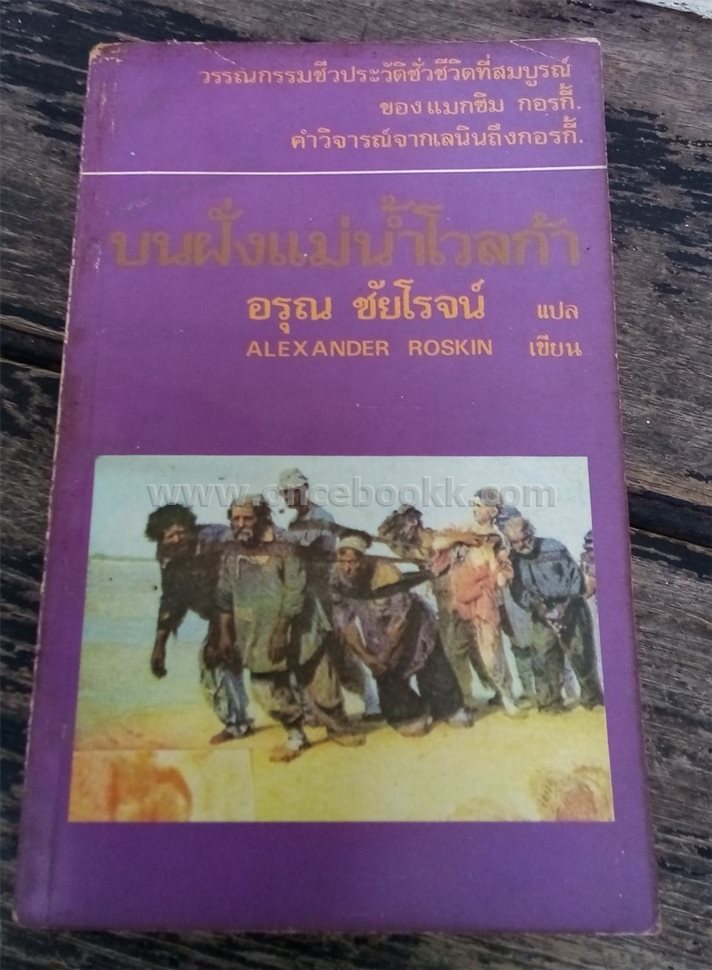 วรรณกรรมชีวประวัติชั่วชีวิตที่สมบูรณ์
ของ แมกซิม กอร์กี้.
คำวิจารณ์จากเลนินถึงกอร์กี้.
บนฝั่งแม่น้ำโวลก้า
อรุณ ชัยโรจน์ แปล
ALEXANDER ROSKIN เขียน
www.oncebookk.com